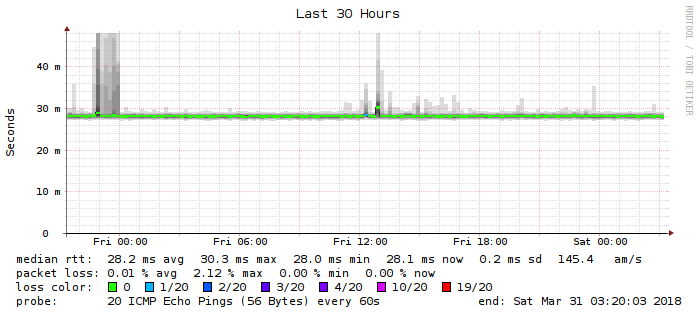 Last 30 Hours
RRDTOOL / TOBI OETIKER
Seconds
40 m
30 m
20 m
10 m
0
Fri 00:00 Fri 06:00 Fri 12:00 Fri 18:00 Sat 00:00
median rtt: 28.2 ms avg 30.3 ms max 28.0 ms min 28.1 ms now 0.2 ms sd 145.4 am/s
packet loss: 0.01 % avg 2.12 % max 0.00 % min 0.00 % now
loss color: 0 1/20 2/20 3/20 4/20 10/20 19/20
probe: 20 ICMP Echo Pings (56 Bytes) every 60s end: Sat Mar 31 03:20:03 2018